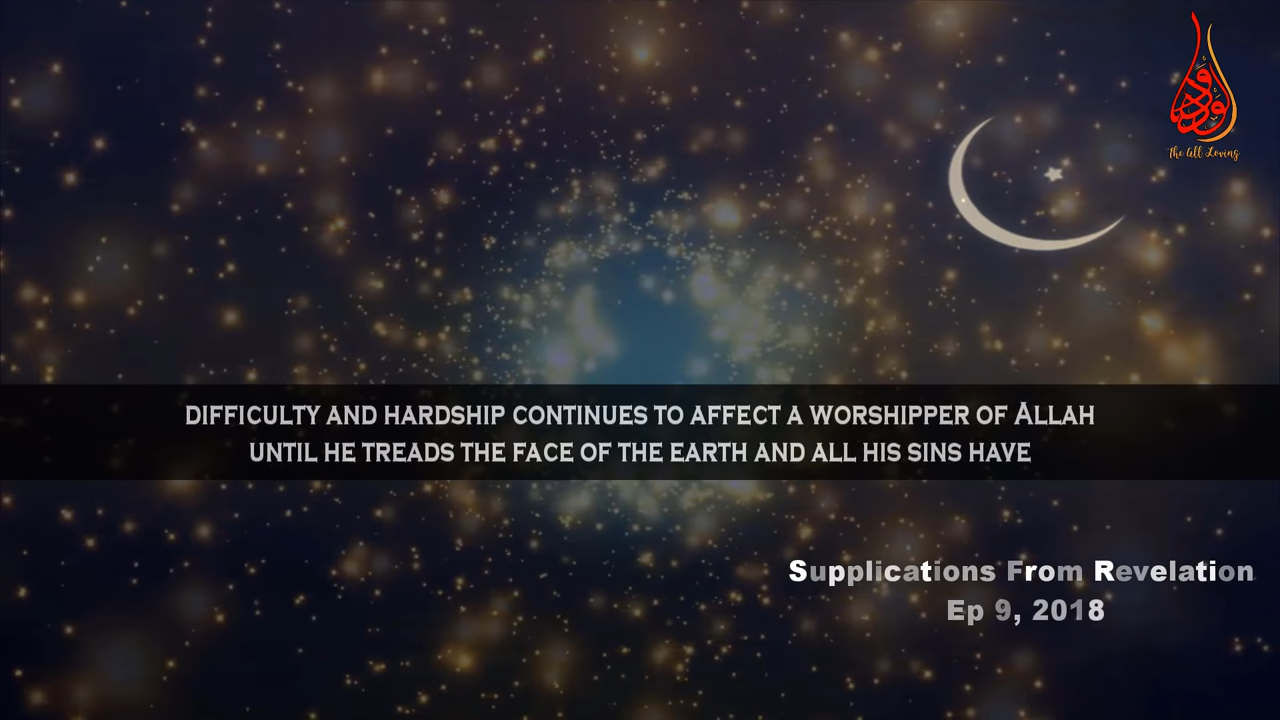 الودود
The All Loving
DIFFICULTY AND HARDSHIP CONTINUES TO AFFECT A WORSHIPPER OF ALLAH
UNTIL HE TREADS THE FACE OF THE EARTH AND ALL HIS SINS HAVE
Supplications From Revelation
Ep 9, 2018